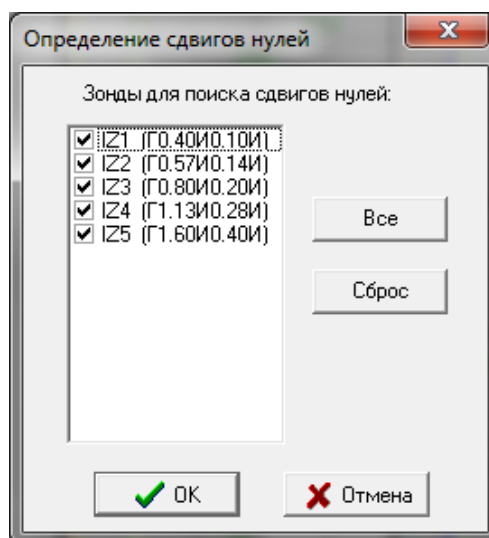 Определение сдвигов нулей
Зонды для поиска сдвигов нулей:
IZ1 (Г0.40И0.10И)
IZ2 (Г0.57И0.14И)
IZ3 (Г0.80И0.20И)
IZ4 (Г1.13И0.28И)
IZ5 (Г1.60И0.40И)
Все
Сброс
OK
Отмена